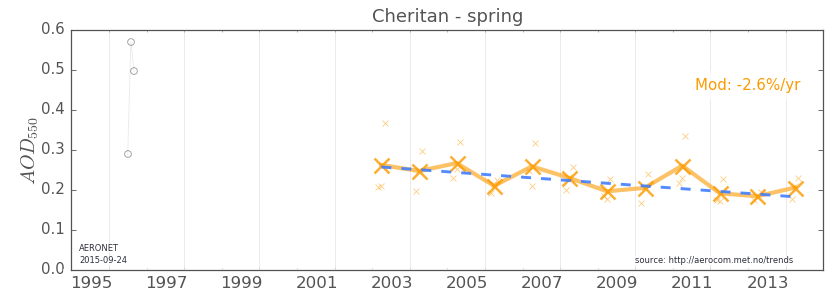 Cheritan - spring
0.6
0.5
0.4
0.3
0.2
0.1
0.0
AOD550
Mod: -2.6%/yr
AERONET
2015-09-24
source: http://aerocom.met.no/trends
1995 1997 1999 2001 2003 2005 2007 2009 2011 2013